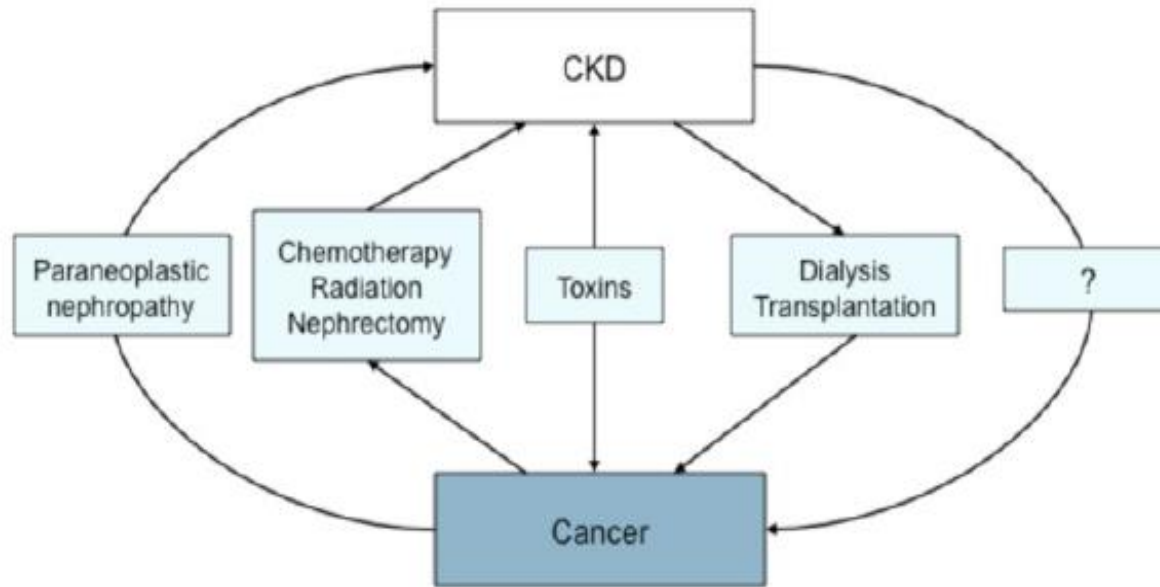 CKD
Paraneoplastic
nephropathy
Chemotherapy
Radiation
Nephrectomy
Toxins
Dialysis
Transplantation
?
Cancer